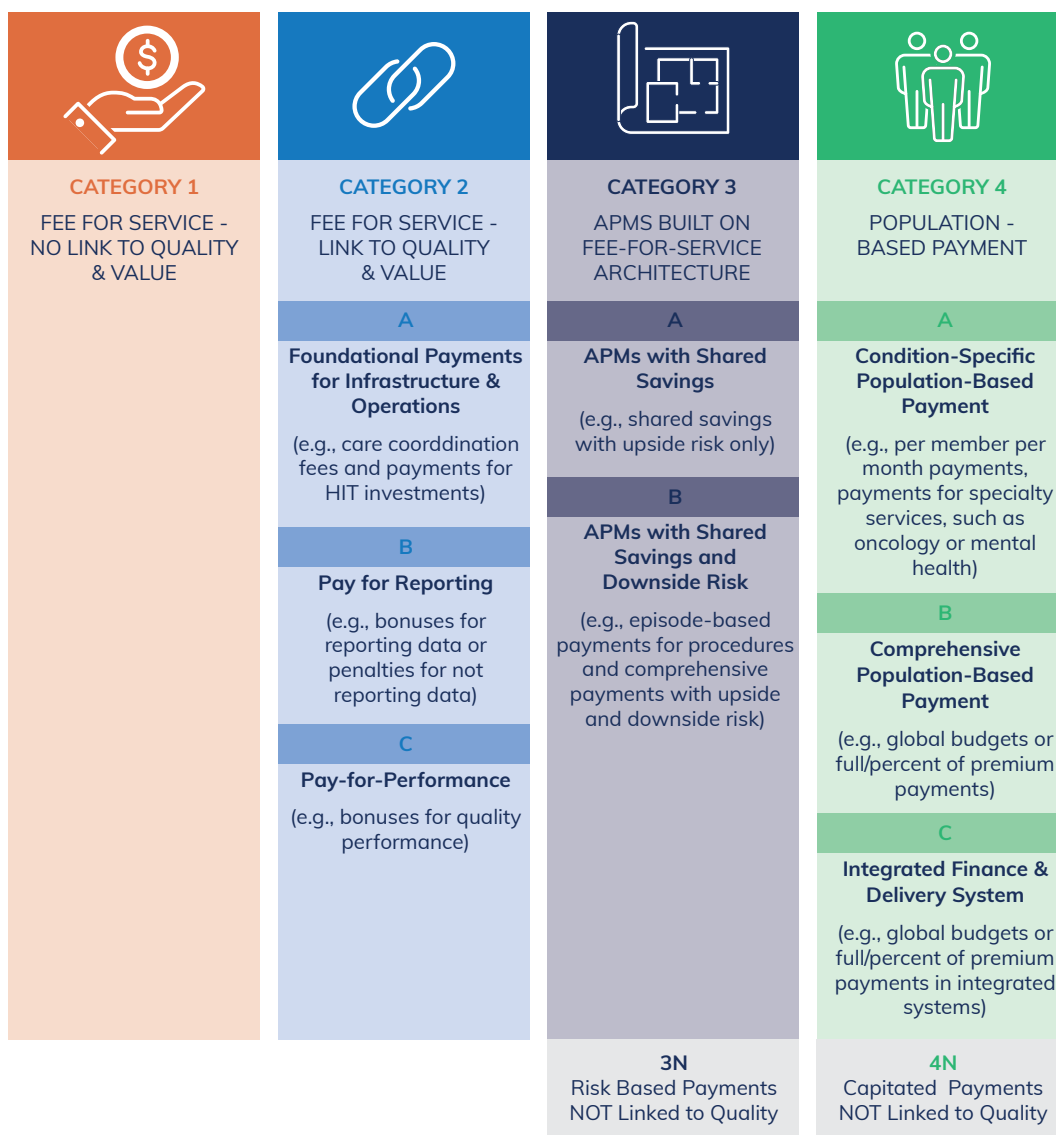 $
CATEGORY 1
FEE FOR SERVICE -
NO LINK TO QUALITY
& VALUE
CATEGORY 2
FEE FOR SERVICE -
LINK TO QUALITY
& VALUE
A
Foundational Payments
for Infrastructure &
Operations
(e.g., care coorddination
fees and payments for
HIT investments)
B
Pay for Reporting
(e.g., bonuses for
reporting data or
penalties for not
reporting data)
C
Pay-for-Performance
(e.g., bonuses for quality
performance)
CATEGORY 3
APMS BUILT ON
FEE-FOR-SERVICE
ARCHITECTURE
A
APMs with Shared
Savings
(e.g., shared savings
with upside risk only)
B
APMs with Shared
Savings and
Downside Risk
(e.g., episode-based
payments for procedures
and comprehensive
payments with upside
and downside risk)
3N
Risk Based Payments
NOT Linked to Quality
CATEGORY 4
POPULATION -
BASED PAYMENT
A
Condition-Specific
Population-Based
Payment
(e.g., per member per
month payments,
payments for specialty
services, such as
oncology or mental
health)
B
Comprehensive
Population-Based
Payment
(e.g., global budgets or
full/percent of premium
payments)
C
Integrated Finance &
Delivery System
(e.g., global budgets or
full/percent of premium
payments in integrated
systems)
4N
Capitated Payments
NOT Linked to Quality